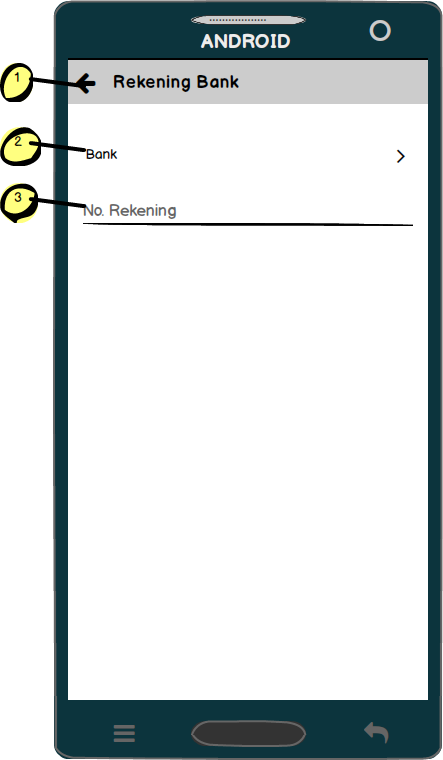 ANDROID
1
Rekening Bank
2
Bank
3
No. Rekening